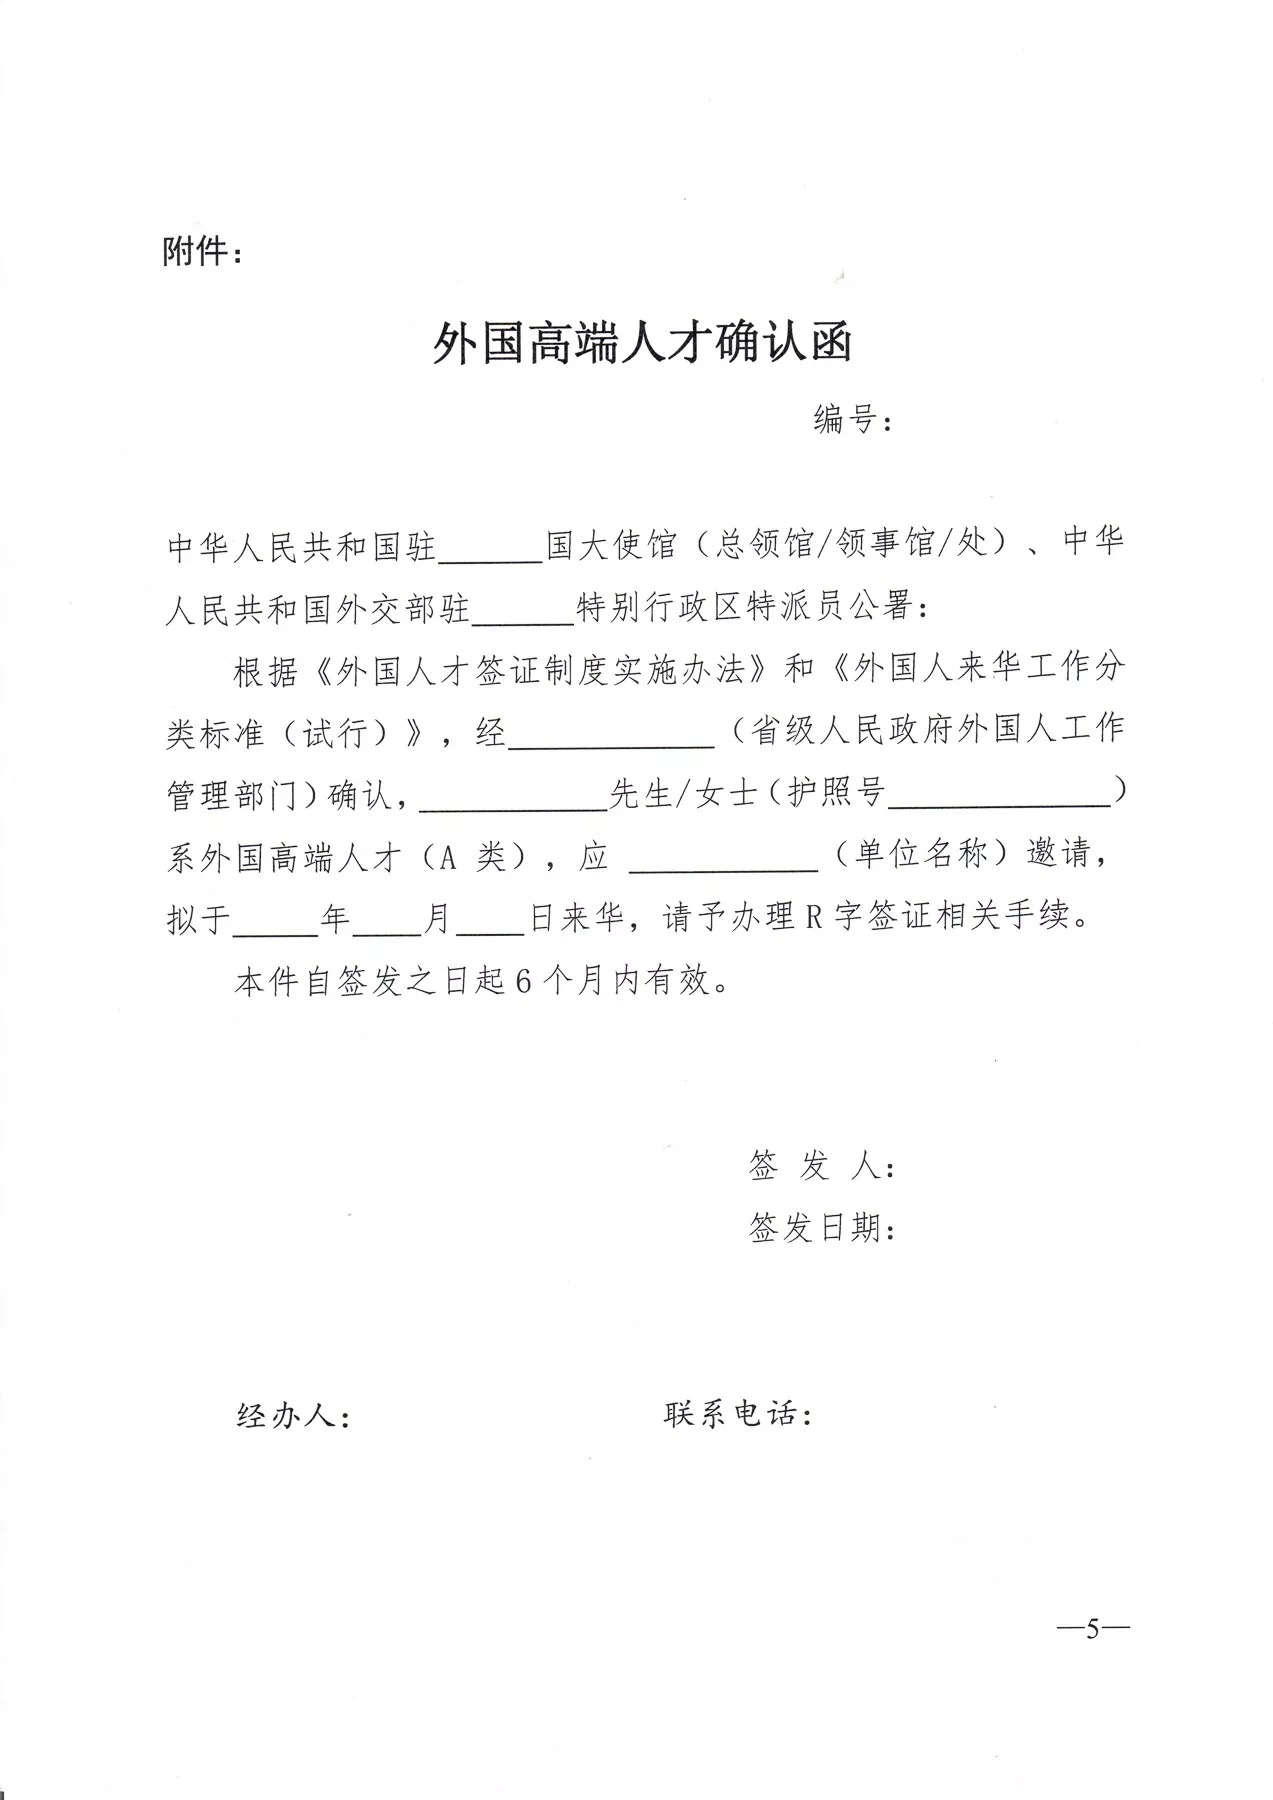 附件：
外国高端人才确认函
编号：
中华人民共和国驻______国大使馆（总领馆/领事馆/处）、中华
人民共和国外交部驻______特别行政区特派员公署：
根据《外国人才签证制度实施办法》和《外国人来华工作分
类标准（试行）》，经____________（省级人民政府外国人工作
管理部门）确认，___________先生/女士（护照号_____________）
系外国高端人才（A 类），应 ___________（单位名称）邀请，
拟于_____年____月____日来华，请予办理 R 字签证相关手续。
本件自签发之日起 6 个月内有效。
签 发 人：
签发日期：
经办人： 联系电话：
—5—